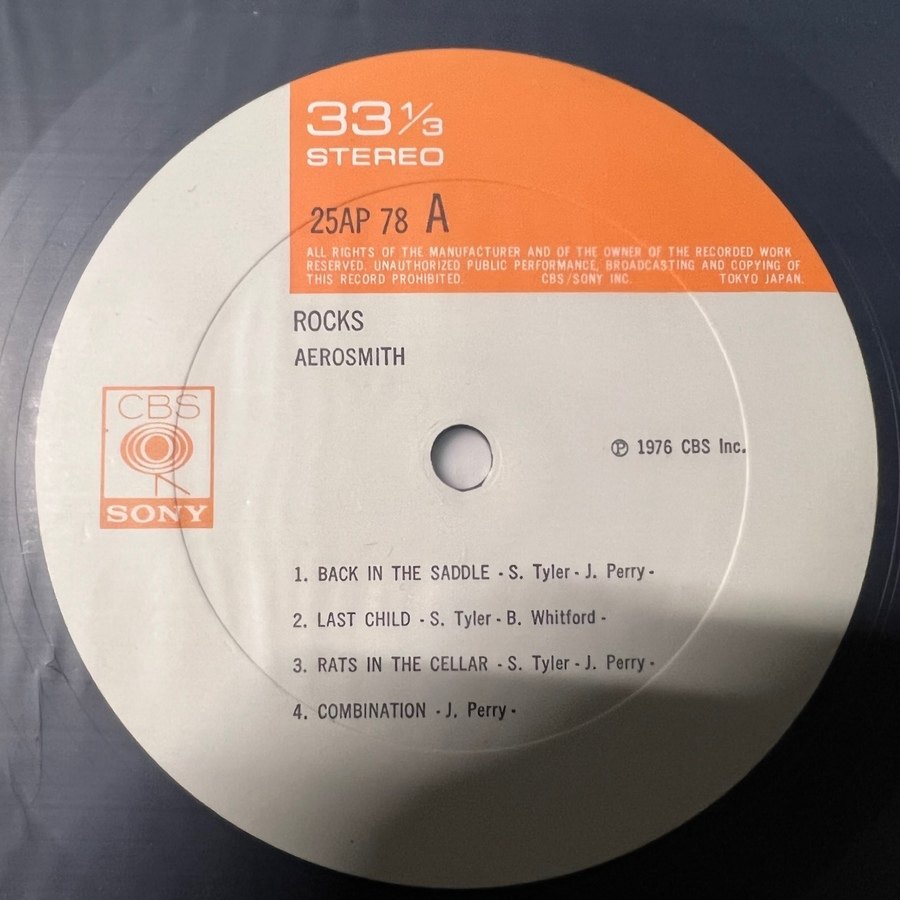 33 1/3
STEREO
25AP 78 A
ALL RIGHTS OF THE MANUFACTURER AND OF THE OWNER OF THE RECORDED WORK
RESERVED. UNAUTHORIZED PUBLIC PERFORMANCE, BROADCASTING AND COPYING OF
THIS RECORD PROHIBITED. CBS/SONY INC. TOKYO JAPAN.
ROCKS
AEROSMITH
CBS
SONY
℗ 1976 CBS Inc.
1. BACK IN THE SADDLE - S. Tyler - J. Perry -
2. LAST CHILD - S. Tyler - B. Whitford -
3. RATS IN THE CELLAR - S. Tyler - J. Perry -
4. COMBINATION - J. Perry -